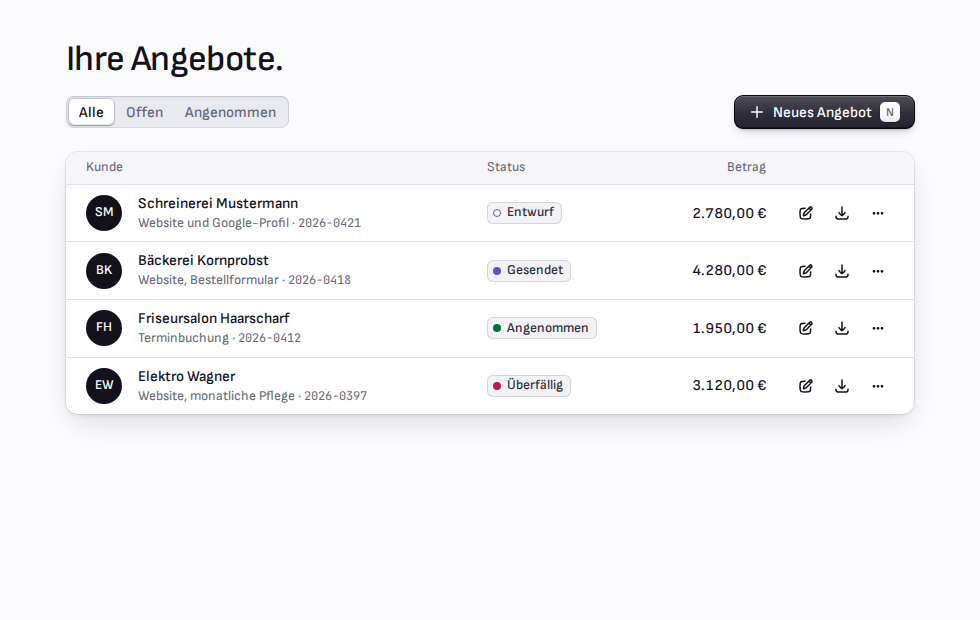 Ihre Angebote.
Alle Offen Angenommen
Neues Angebot N
Kunde Status Betrag
SM Schreinerei Mustermann
Website und Google-Profil · 2026-0421
Entwurf 2.780,00 €
BK Bäckerei Kornprobst
Website, Bestellformular · 2026-0418
Gesendet 4.280,00 €
FH Friseursalon Haarscharf
Terminbuchung · 2026-0412
Angenommen 1.950,00 €
EW Elektro Wagner
Website, monatliche Pflege · 2026-0397
Überfällig 3.120,00 €